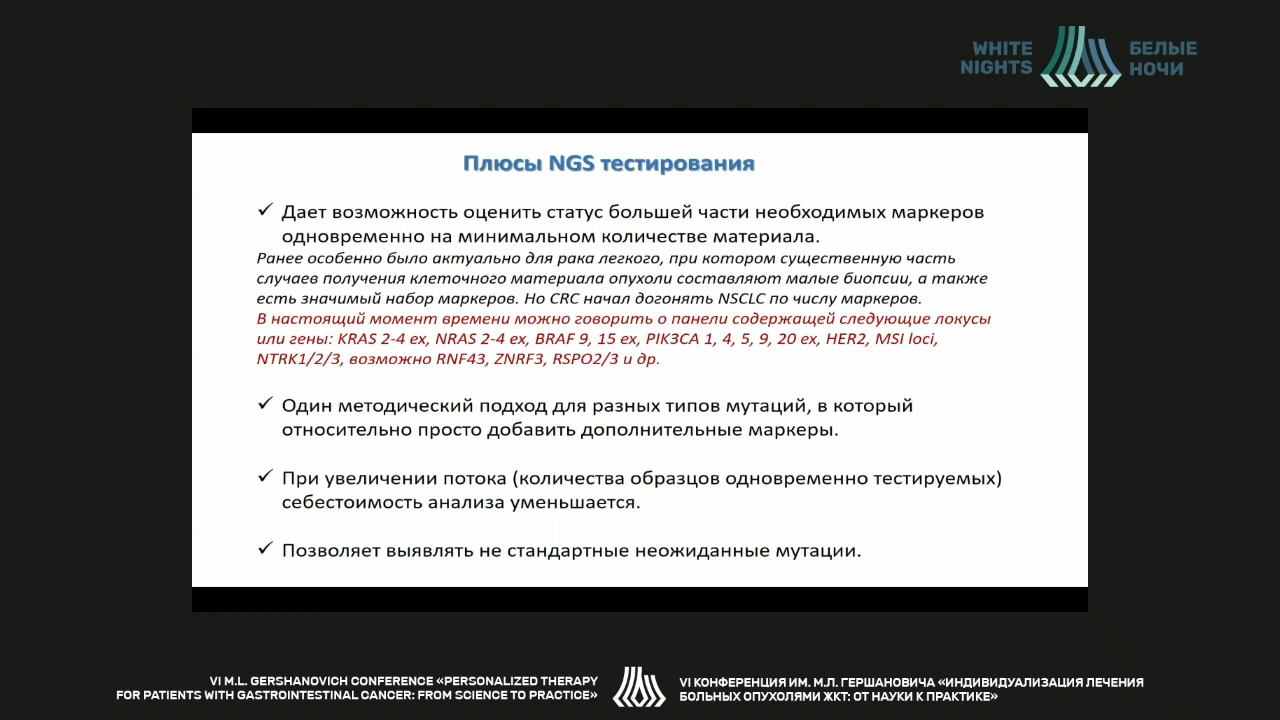 WHITE NIGHTS
БЕЛЫЕ НОЧИ
Плюсы NGS тестирования
✓ Дает возможность оценить статус большей части необходимых маркеров
одновременно на минимальном количестве материала.
Ранее особенно было актуально для рака легкого, при котором существенную часть
случаев получения клеточного материала опухоли составляют малые биопсии, а также
есть значимый набор маркеров. Но CRC начал догонять NSCLC по числу маркеров.
В настоящий момент времени можно говорить о панели содержащей следующие локусы
или гены: KRAS 2-4 ex, NRAS 2-4 ex, BRAF 9, 15 ex, PIK3CA 1, 4, 5, 9, 20 ex, HER2, MSI loci,
NTRK1/2/3, возможно RNF43, ZNRF3, RSPO2/3 и др.
✓ Один методический подход для разных типов мутаций, в который
относительно просто добавить дополнительные маркеры.
✓ При увеличении потока (количества образцов одновременно тестируемых)
себестоимость анализа уменьшается.
✓ Позволяет выявлять не стандартные неожиданные мутации.
VI M.L. GERSHANOVICH CONFERENCE «PERSONALIZED THERAPY
FOR PATIENTS WITH GASTROINTESTINAL CANCER: FROM SCIENCE TO PRACTICE»
VI КОНФЕРЕНЦИЯ ИМ. М.Л. ГЕРШАНОВИЧА «ИНДИВИДУАЛИЗАЦИЯ ЛЕЧЕНИЯ
БОЛЬНЫХ ОПУХОЛЯМИ ЖКТ: ОТ НАУКИ К ПРАКТИКЕ»